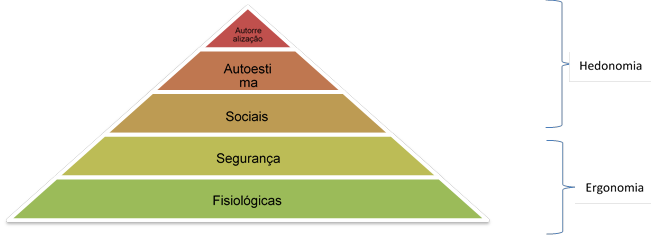 Autorre
alização
Autoesti
ma
Sociais
Segurança
Fisiológicas
Hedonomia
Ergonomia